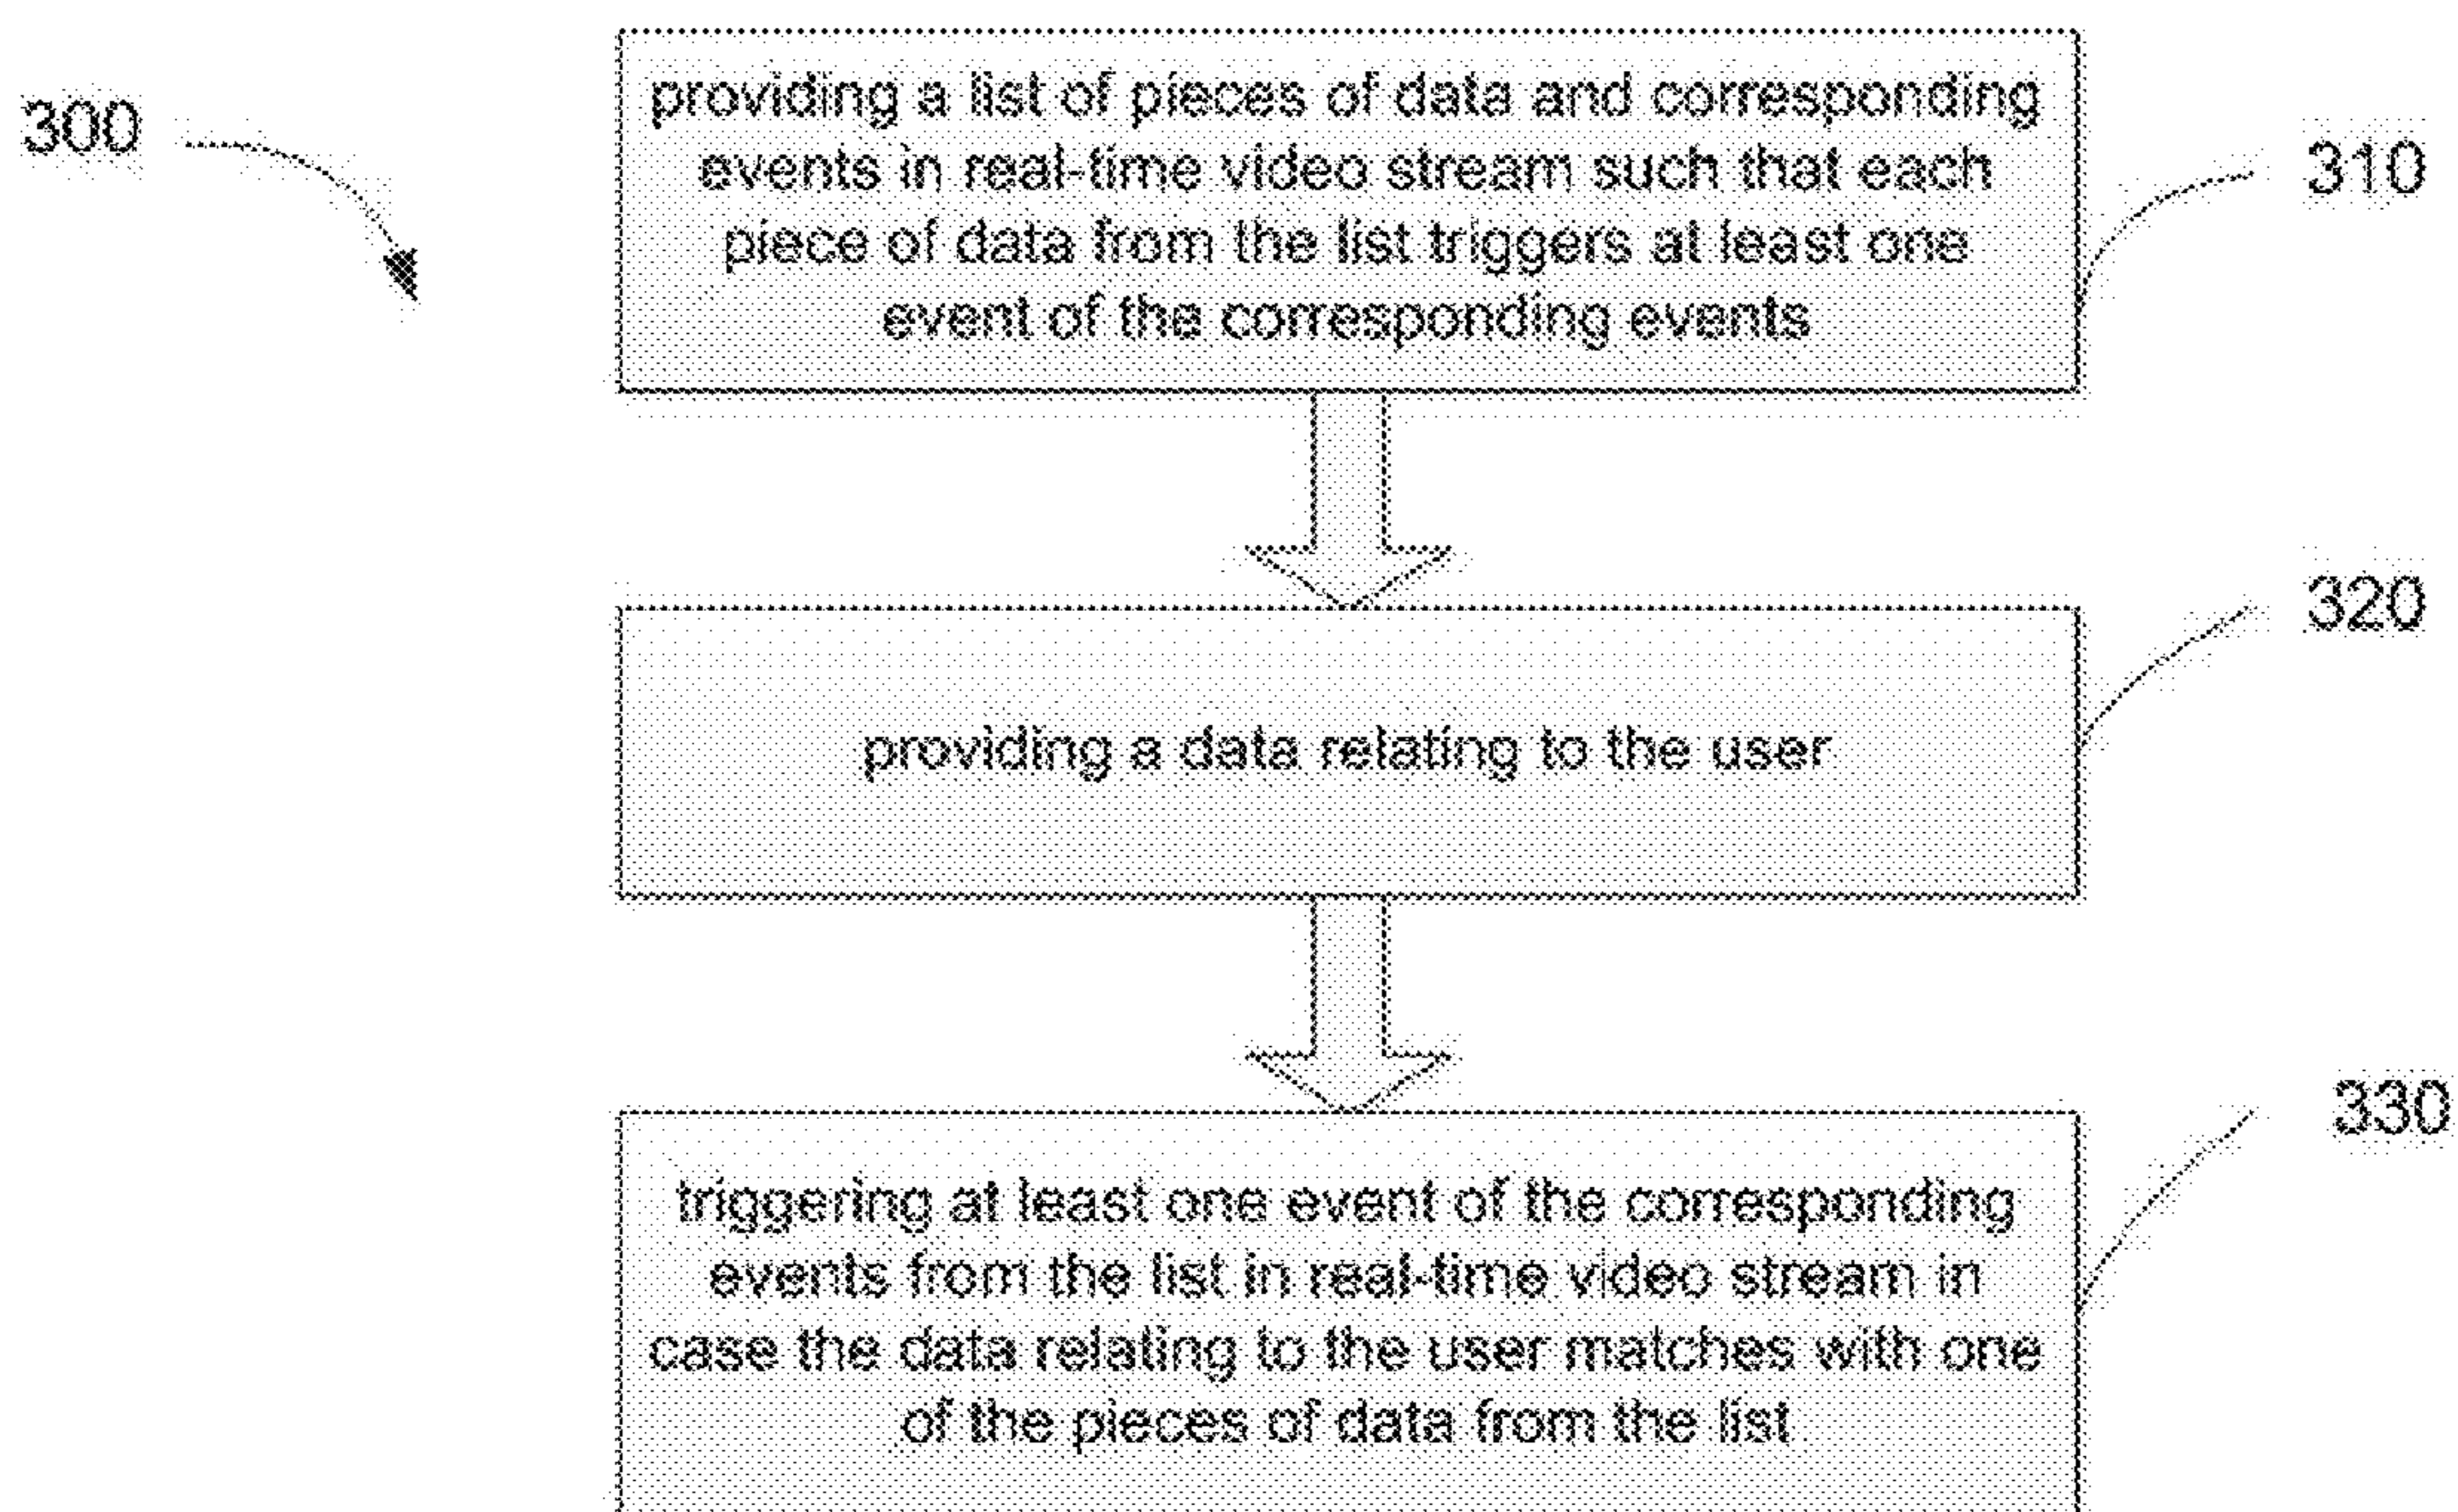 300
providing a list of pieces of data and corresponding
events in real-time video stream such that each
piece of data from the list triggers at least one
event of the corresponding events
310
providing a data relating to the user
320
triggering at least one event of the corresponding
events from the list in real-time video stream in
case the data relating to the user matches with one
of the pieces of data from the list
330